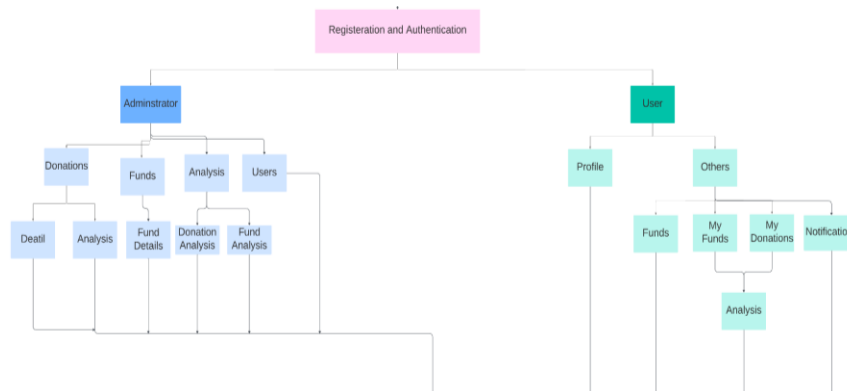 Registeration and Authentication
Adminstrator
User
Donations
Funds
Analysis
Users
Profile
Others
Deatil
Analysis
Fund
Details
Donation
Analysis
Fund
Analysis
Funds
My
Funds
My
Donations
Notificatio
Analysis